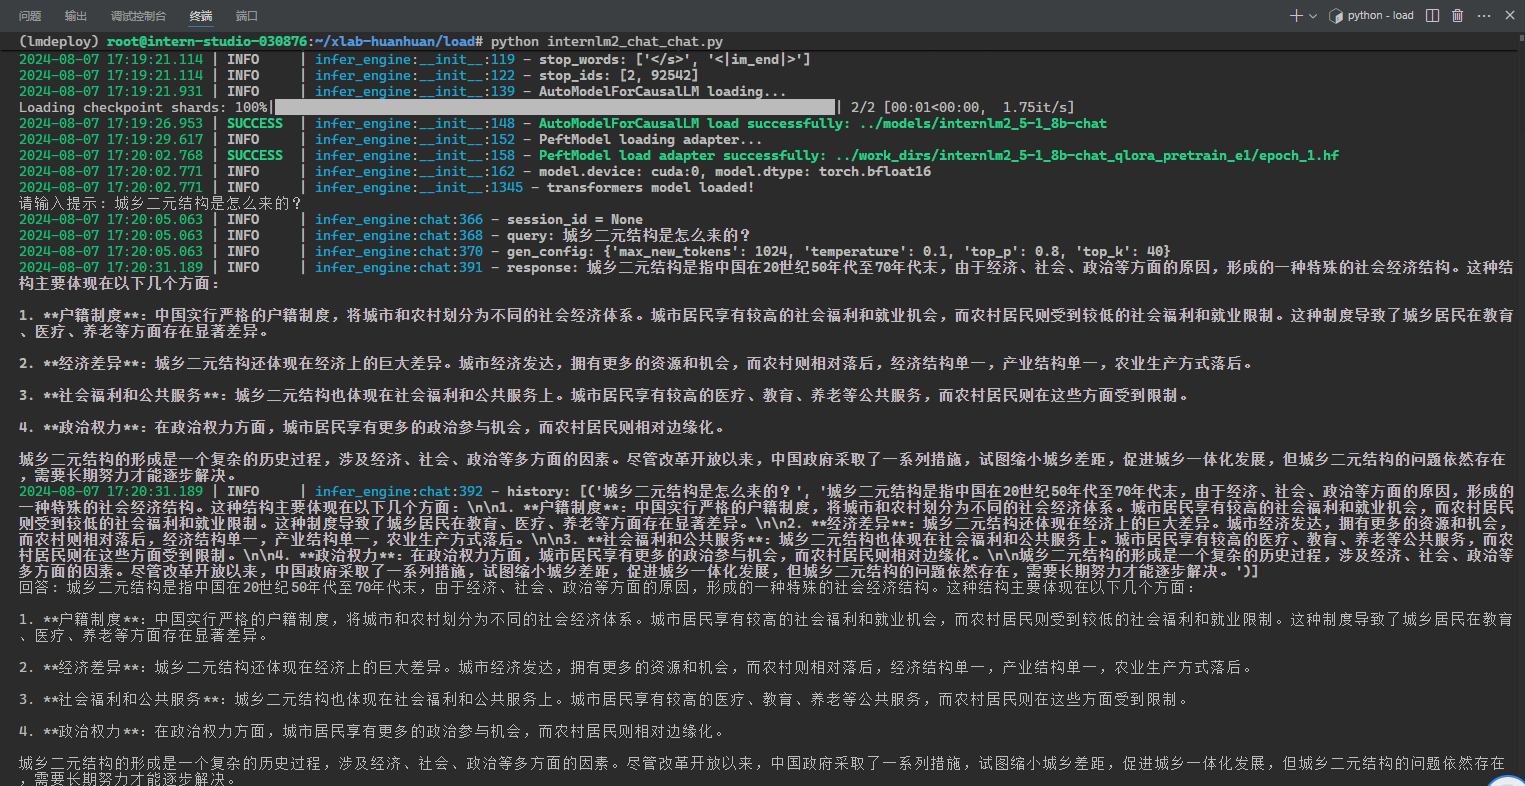 问题 输出 调试控制台 终端 端口 python - load
(lmdeploy) root@intern-studio-030876:~/xlab-huanhuan/load# python internlm2_chat_chat.py
2024-08-07 17:19:21.114 | INFO     | infer_engine:__init__:119 - stop_words: ['</s>', '<|im_end|>']
2024-08-07 17:19:21.114 | INFO     | infer_engine:__init__:122 - stop_ids: [2, 92542]
2024-08-07 17:19:21.931 | INFO     | infer_engine:__init__:139 - AutoModelForCausalLM loading...
Loading checkpoint shards: 100%| | 2/2 [00:01<00:00,  1.75it/s]
2024-08-07 17:19:26.953 | SUCCESS  | infer_engine:__init__:148 - AutoModelForCausalLM load successfully: ../models/internlm2_5-1_8b-chat
2024-08-07 17:19:29.617 | INFO     | infer_engine:__init__:152 - PeftModel loading adapter...
2024-08-07 17:20:02.768 | SUCCESS  | infer_engine:__init__:158 - PeftModel load adapter successfully: ../work_dirs/internlm2_5-1_8b-chat_qlora_pretrain_e1/epoch_1.hf
2024-08-07 17:20:02.771 | INFO     | infer_engine:__init__:162 - model.device: cuda:0, model.dtype: torch.bfloat16
2024-08-07 17:20:02.771 | INFO     | infer_engine:__init__:1345 - transformers model loaded!
请输入提示: 城乡二元结构是怎么来的？
2024-08-07 17:20:05.063 | INFO     | infer_engine:chat:366 - session_id = None
2024-08-07 17:20:05.063 | INFO     | infer_engine:chat:368 - query: 城乡二元结构是怎么来的？
2024-08-07 17:20:05.063 | INFO     | infer_engine:chat:370 - gen_config: {'max_new_tokens': 1024, 'temperature': 0.1, 'top_p': 0.8, 'top_k': 40}
2024-08-07 17:20:31.189 | INFO     | infer_engine:chat:391 - response: 城乡二元结构是指中国在20世纪50年代至70年代末，由于经济、社会、政治等方面的原因，形成的一种特殊的社会经济结构。这种结
构主要体现在以下几个方面：
1. **户籍制度**：中国实行严格的户籍制度，将城市和农村划分为不同的社会经济体系。城市居民享有较高的社会福利和就业机会，而农村居民则受到较低的社会福利和就业限制。这种制度导致了城乡居民在教育
、医疗、养老等方面存在显著差异。
2. **经济差异**：城乡二元结构还体现在经济上的巨大差异。城市经济发达，拥有更多的资源和机会，而农村则相对落后，经济结构单一，产业结构单一，农业生产方式落后。
3. **社会福利和公共服务**：城乡二元结构也体现在社会福利和公共服务上。城市居民享有较高的医疗、教育、养老等公共服务，而农村居民则在这些方面受到限制。
4. **政治权力**：在政治权力方面，城市居民享有更多的政治参与机会，而农村居民则相对边缘化。
城乡二元结构的形成是一个复杂的历史过程，涉及经济、社会、政治等多方面的因素。尽管改革开放以来，中国政府采取了一系列措施，试图缩小城乡差距，促进城乡一体化发展，但城乡二元结构的问题依然存在
，需要长期努力才能逐步解决。
2024-08-07 17:20:31.189 | INFO     | infer_engine:chat:392 - history: [('城乡二元结构是怎么来的？', '城乡二元结构是指中国在20世纪50年代至70年代末，由于经济、社会、政治等方面的原因，形成的
一种特殊的社会经济结构。这种结构主要体现在以下几个方面：\n\n1. **户籍制度**：中国实行严格的户籍制度，将城市和农村划分为不同的社会经济体系。城市居民享有较高的社会福利和就业机会，而农村居民
则受到较低的社会福利和就业限制。这种制度导致了城乡居民在教育、医疗、养老等方面存在显著差异。\n\n2. **经济差异**：城乡二元结构还体现在经济上的巨大差异。城市经济发达，拥有更多的资源和机会，
而农村则相对落后，经济结构单一，产业结构单一，农业生产方式落后。\n\n3. **社会福利和公共服务**：城乡二元结构也体现在社会福利和公共服务上。城市居民享有较高的医疗、教育、养老等公共服务，而农
村居民则在这些方面受到限制。\n\n4. **政治权力**：在政治权力方面，城市居民享有更多的政治参与机会，而农村居民则相对边缘化。\n\n城乡二元结构的形成是一个复杂的历史过程，涉及经济、社会、政治等
多方面的因素。尽管改革开放以来，中国政府采取了一系列措施，试图缩小城乡差距，促进城乡一体化发展，但城乡二元结构的问题依然存在，需要长期努力才能逐步解决。')]
回答: 城乡二元结构是指中国在20世纪50年代至70年代末，由于经济、社会、政治等方面的原因，形成的一种特殊的社会经济结构。这种结构主要体现在以下几个方面：
1. **户籍制度**：中国实行严格的户籍制度，将城市和农村划分为不同的社会经济体系。城市居民享有较高的社会福利和就业机会，而农村居民则受到较低的社会福利和就业限制。这种制度导致了城乡居民在教育
、医疗、养老等方面存在显著差异。
2. **经济差异**：城乡二元结构还体现在经济上的巨大差异。城市经济发达，拥有更多的资源和机会，而农村则相对落后，经济结构单一，产业结构单一，农业生产方式落后。
3. **社会福利和公共服务**：城乡二元结构也体现在社会福利和公共服务上。城市居民享有较高的医疗、教育、养老等公共服务，而农村居民则在这些方面受到限制。
4. **政治权力**：在政治权力方面，城市居民享有更多的政治参与机会，而农村居民则相对边缘化。
城乡二元结构的形成是一个复杂的历史过程，涉及经济、社会、政治等多方面的因素。尽管改革开放以来，中国政府采取了一系列措施，试图缩小城乡差距，促进城乡一体化发展，但城乡二元结构的问题依然存在
，需要长期努力才能逐步解决。